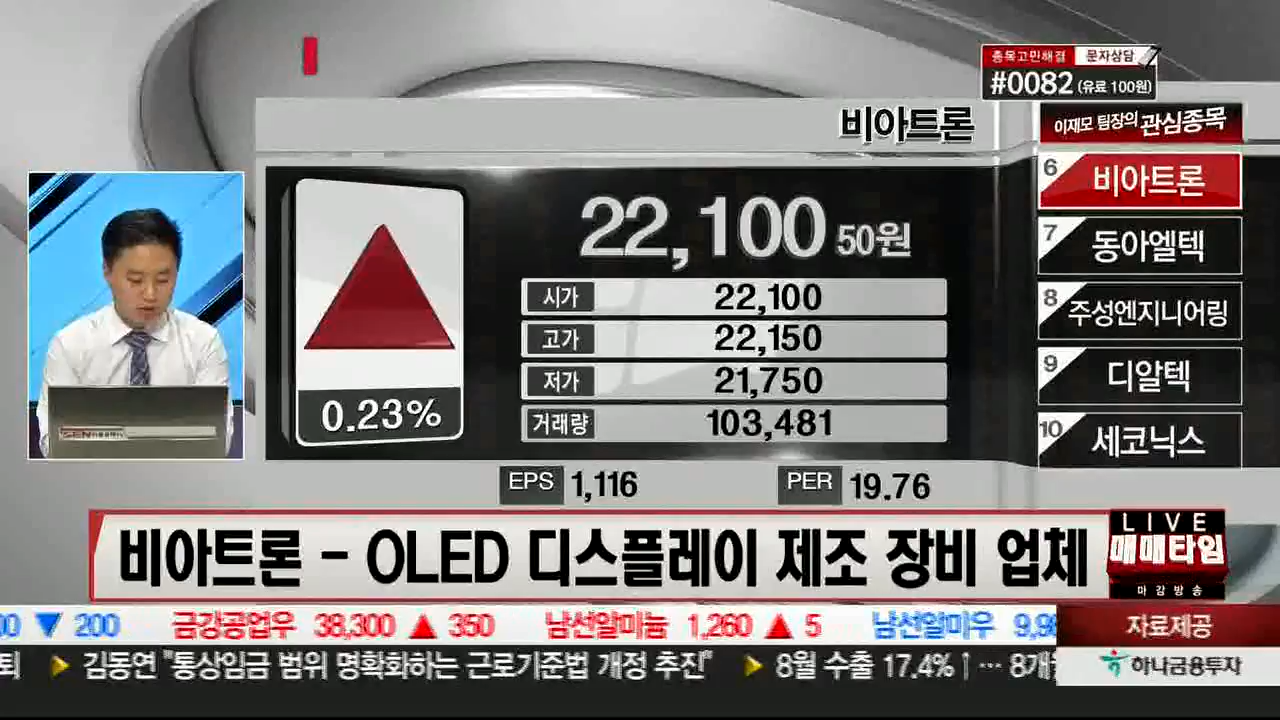 종목고민해결 문자상담
#0082 (유료 100원)
비아트론
이재모 팀장의 관심종목
6 비아트론
7 동아엘텍
8 주성엔지니어링
9 디알텍
10 세코닉스
22,100 50원
0.23%
시가 22,100
고가 22,150
저가 21,750
거래량 103,481
EPS 1,116 PER 19.76
SEN
비아트론 - OLED 디스플레이 제조 장비 업체
LIVE
매매타임
마감방송
00 ▼ 200 금강공업우 38,300 ▲ 350 남선알미늄 1,260 ▲ 5 남선알미우 9,98
자료제공
퇴 ▶ 김동연 "통상임금 범위 명확화하는 근로기준법 개정 추진" ▶ 8월 수출 17.4%↑… 8개월
하나금융투자